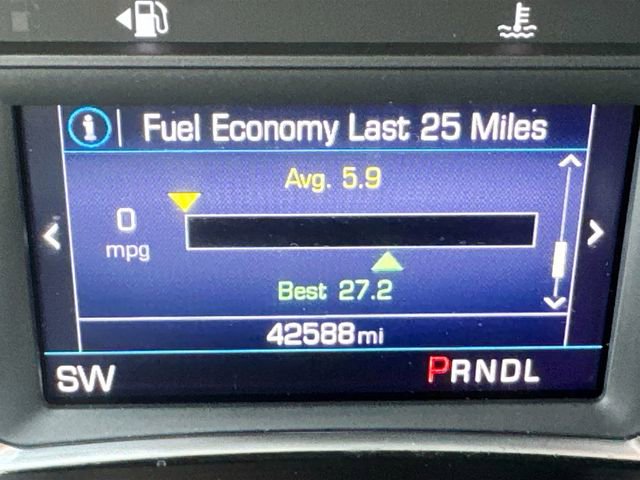 i Fuel Economy Last 25 Miles
Avg. 5.9
0
mpg
Best 27.2
42588mi
SW PRNDL